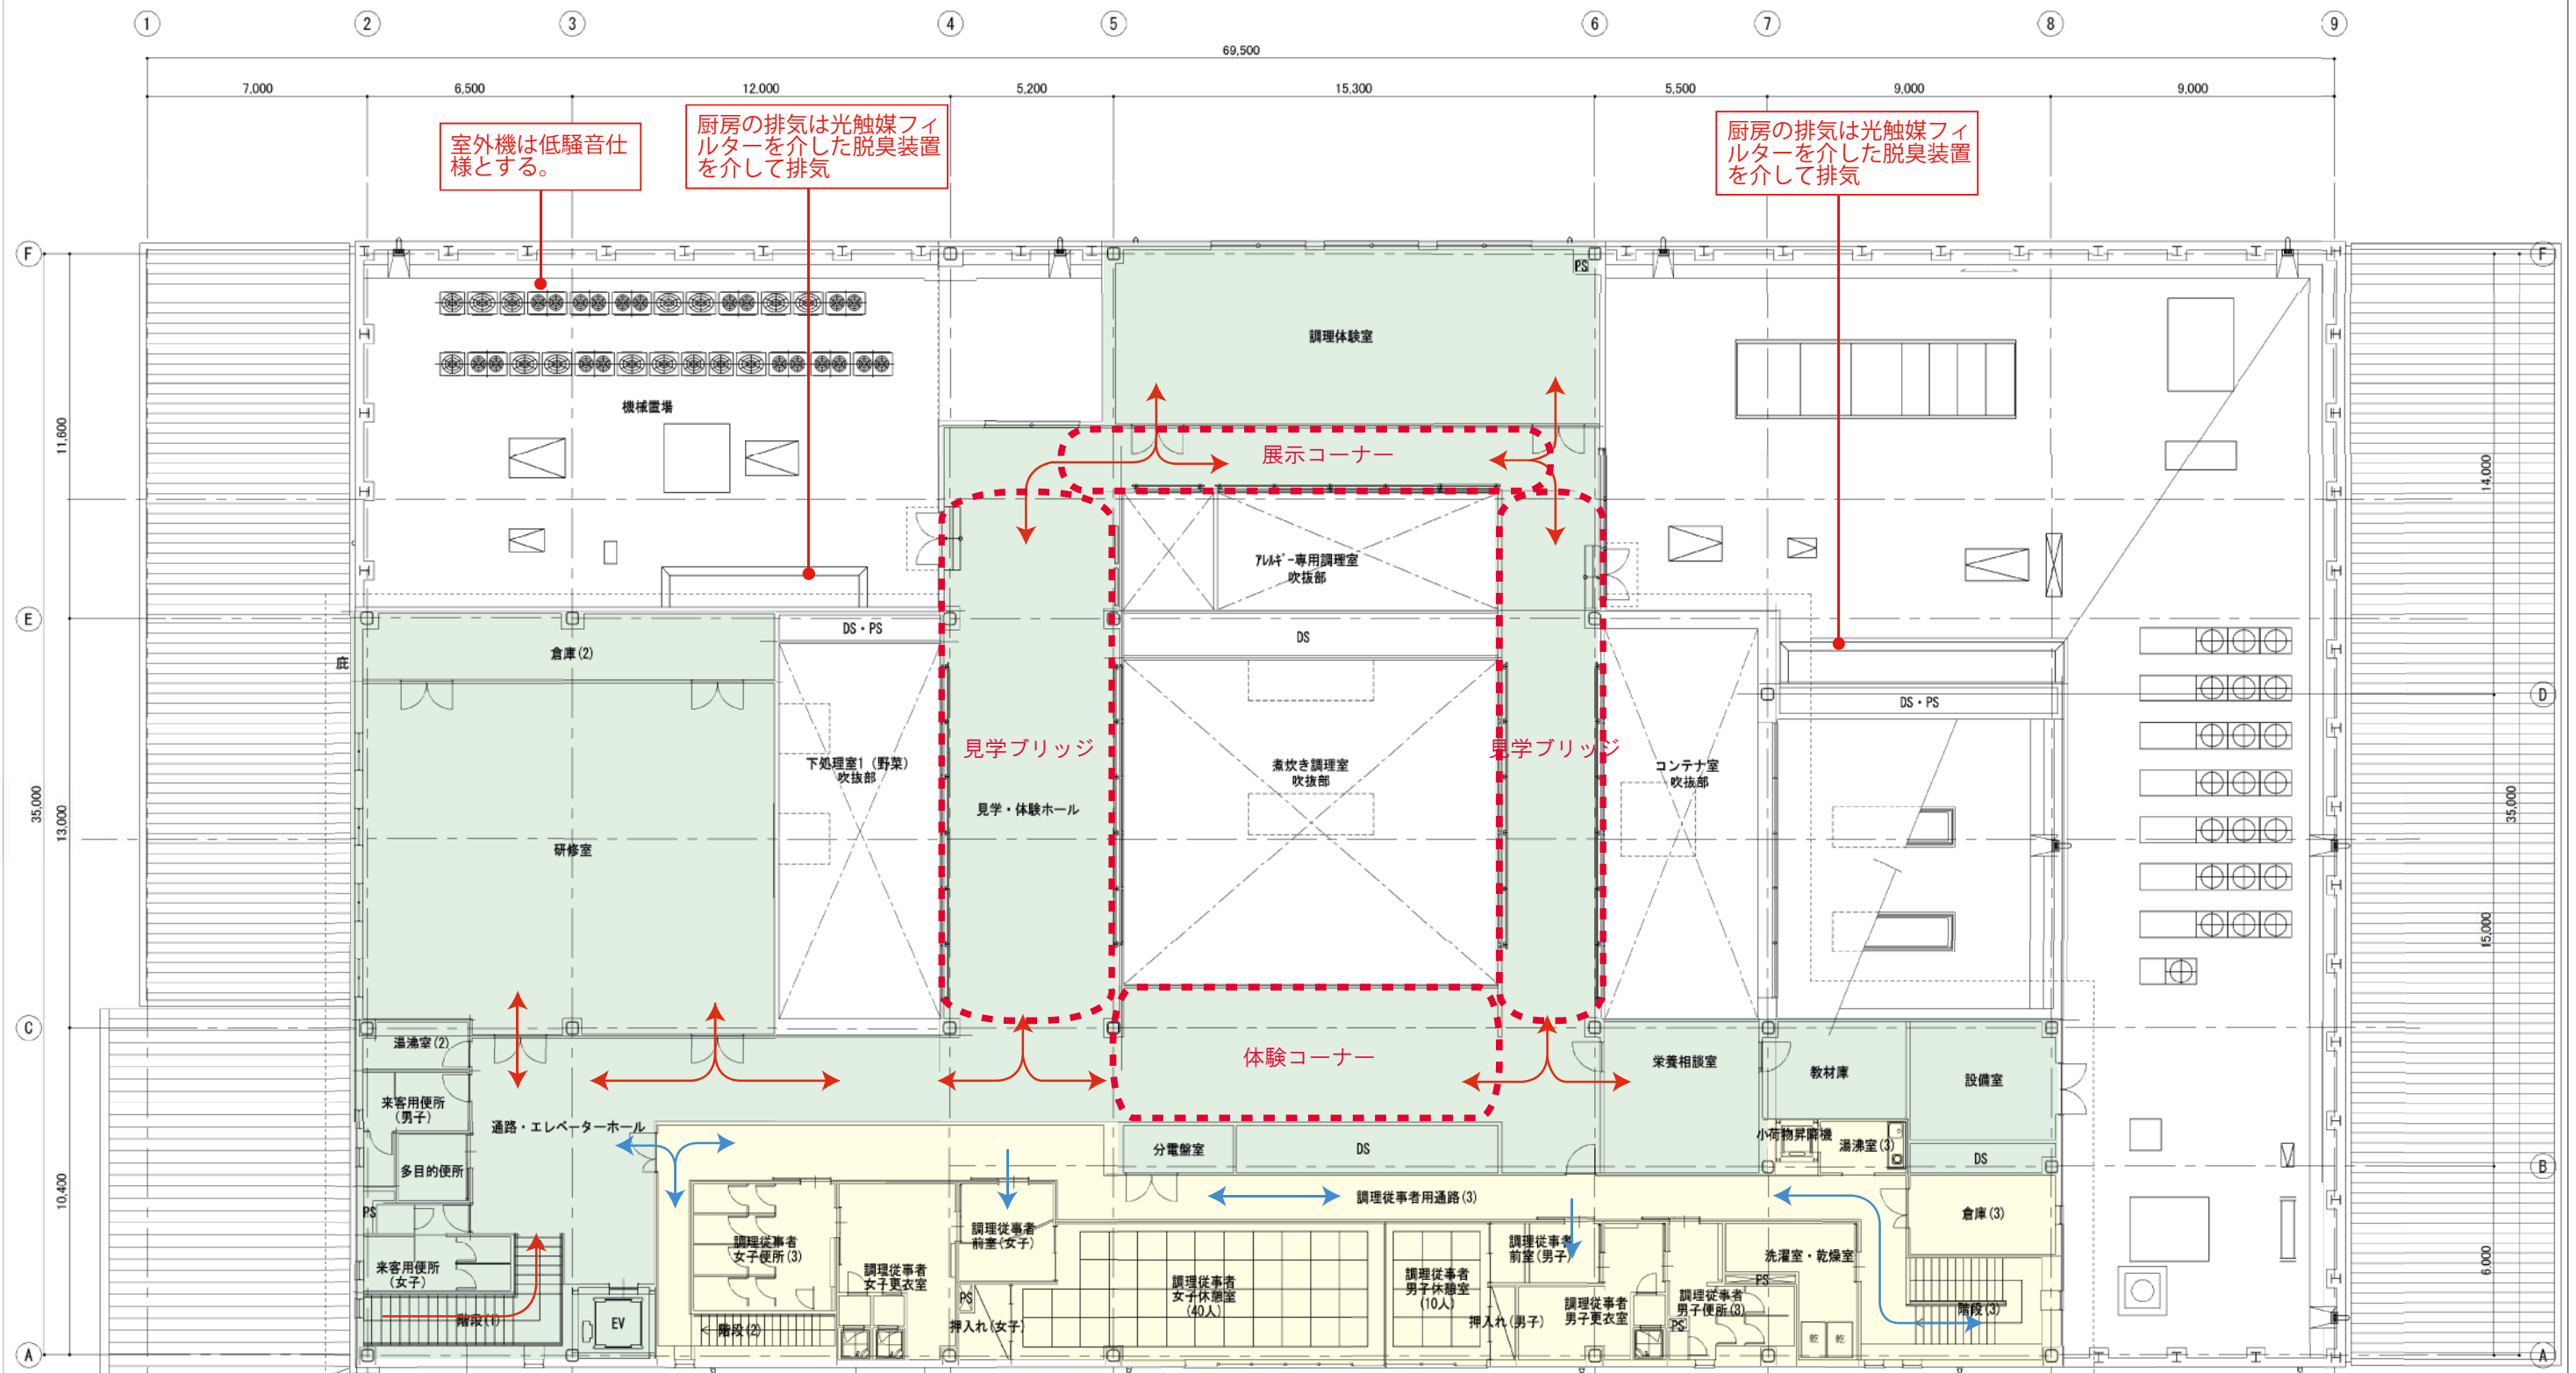 1 2 3 4 5 6 7 8 9
69,500
7,000 6,500 12,000 5,200 15,300 5,500 9,000 9,000
室外機は低騒音仕
様とする。
厨房の排気は光触媒フィ
ルターを介した脱臭装置
を介して排気
厨房の排気は光触媒フィ
ルターを介した脱臭装置
を介して排気
F
F
PS
調理体験室
機械置場
11,600
展示コーナー
14,000
アレルギー専用調理室
吹抜部
E
DS・PS
DS
倉庫(2)
庇
D
DS・PS
見学ブリッジ
見学ブリッジ
下処理室1（野菜）
吹抜部
煮炊き調理室
吹抜部
コンテナ室
吹抜部
35,000
13,000
35,000
見学・体験ホール
研修室
15,000
C
C
湯沸室(2)
体験コーナー
栄養相談室
教材庫
設備室
来客用便所
(男子)
通路・エレベーターホール
小荷物昇降機
湯沸室(3)
分電盤室
DS
DS
B
多目的便所
10,400
調理従事者用通路(3)
PS
倉庫(3)
調理従事者
女子便所(3)
調理従事者
前室(女子)
調理従事者
前室(男子)
洗濯室・乾燥室
来客用便所
(女子)
調理従事者
女子更衣室
調理従事者
女子休憩室
(40人)
調理従事者
男子休憩室
(10人)
PS
6,000
PS
調理従事者
男子更衣室
調理従事者
男子便所(3)
PS
階段(1)
EV
階段(2)
押入れ(女子)
押入れ(男子)
階段(3)
乾 乾
A
A